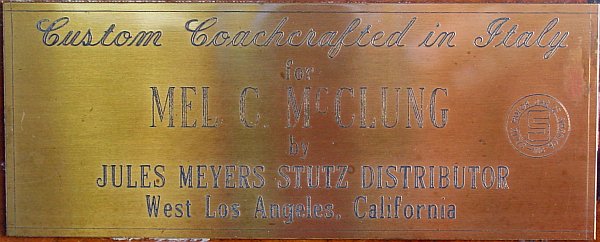 Custom Coachcrafted in Italy
for
MEL C. McCLUNG
by
JULES MEYERS STUTZ DISTRIBUTOR
West Los Angeles, California